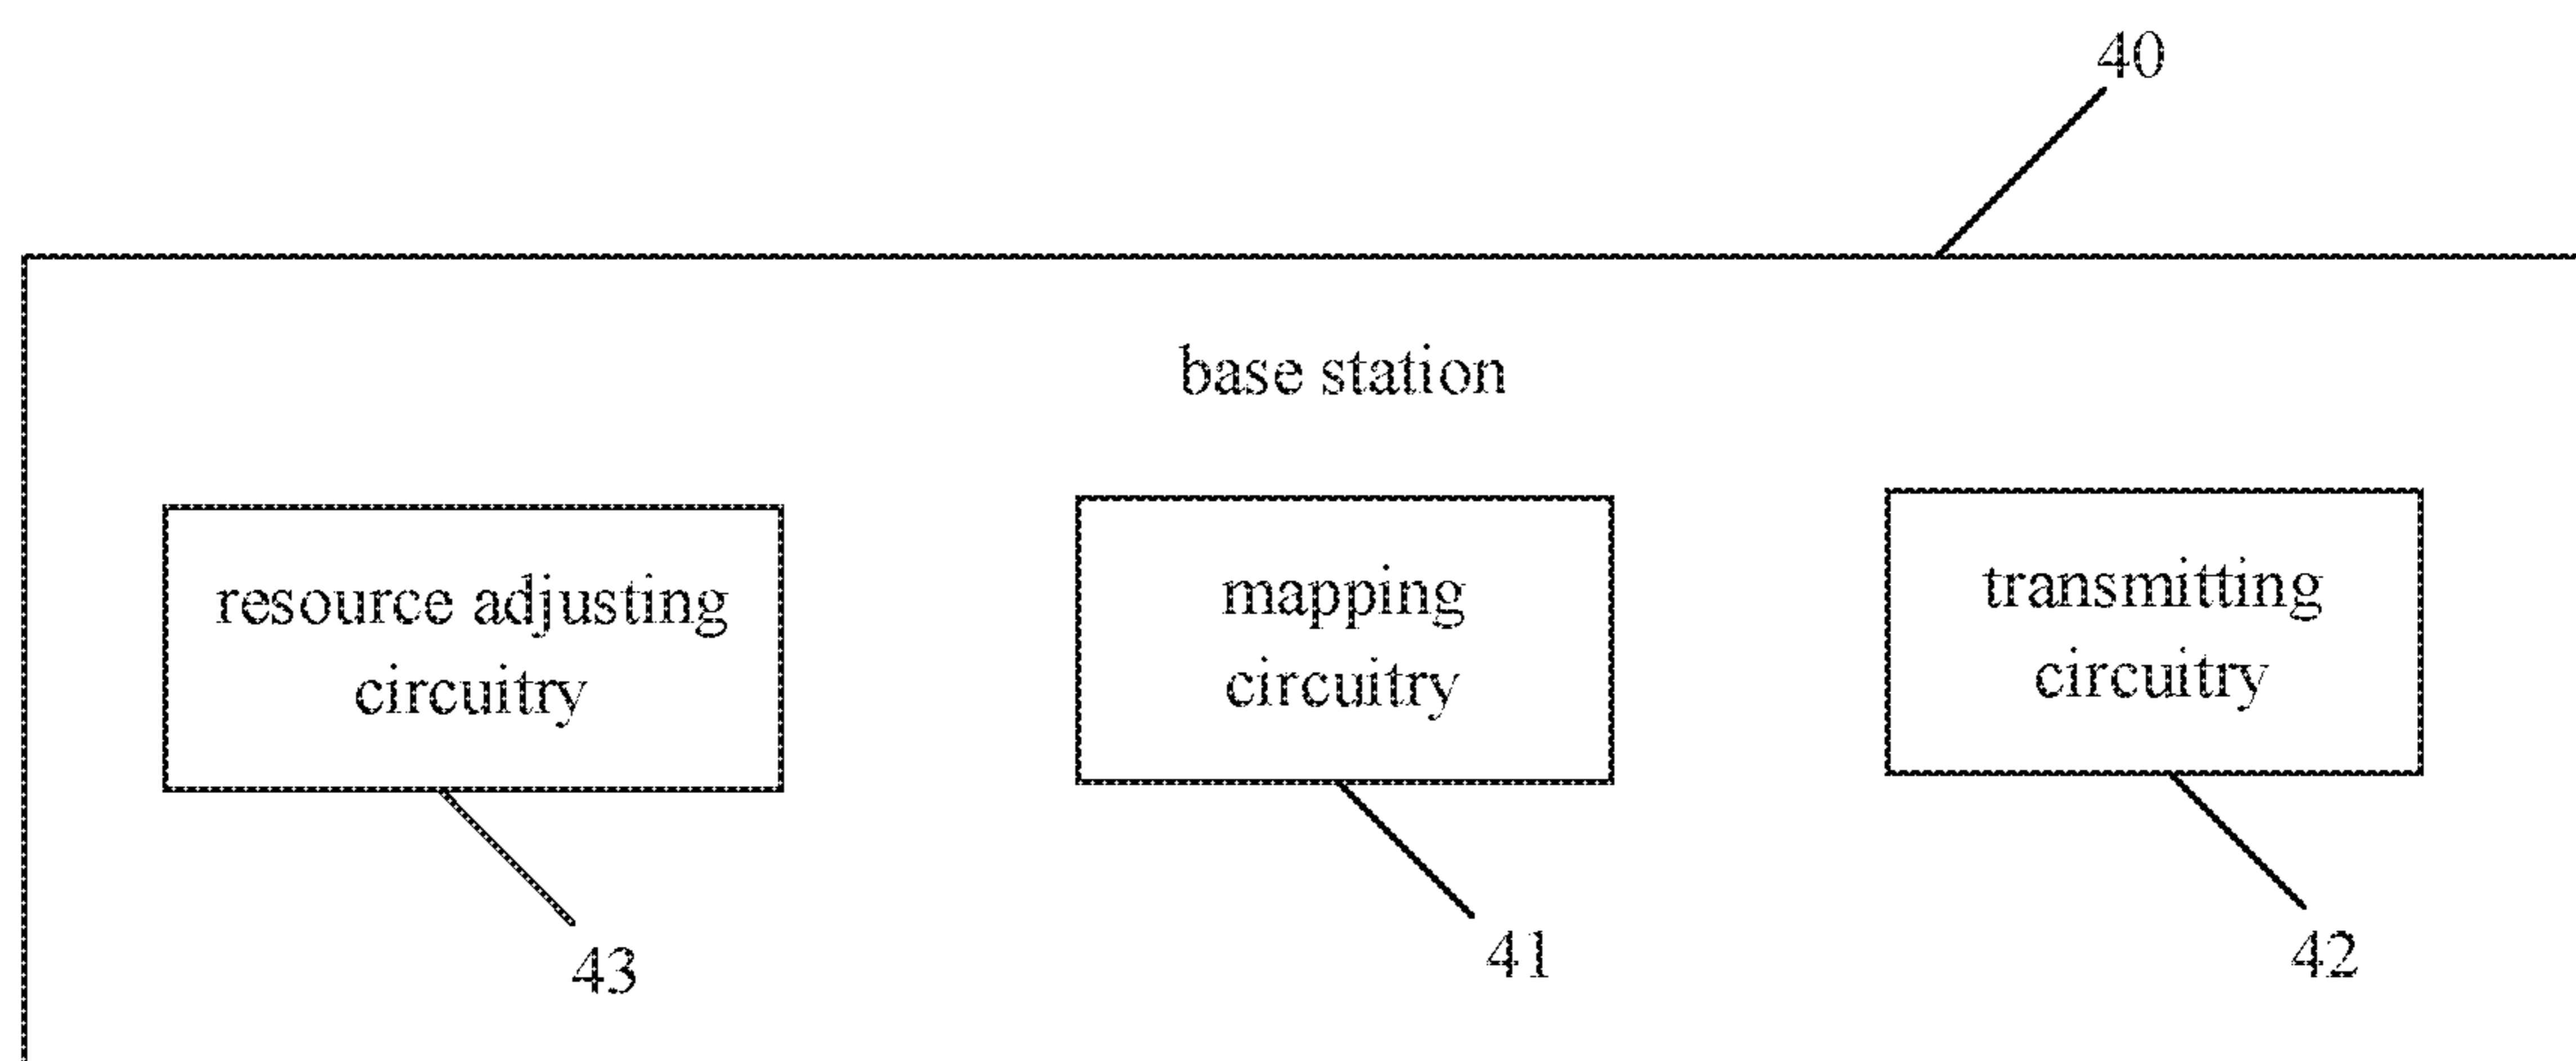 40
base station
resource adjusting
circuitry
mapping
circuitry
transmitting
circuitry
43
41
42